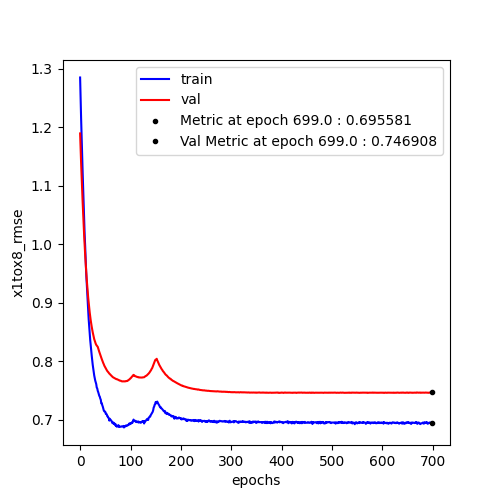 train
val
Metric at epoch 699.0 : 0.695581
Val Metric at epoch 699.0 : 0.746908
1.3
1.2
1.1
1.0
0.9
0.8
0.7
x1tox8_rmse
0 100 200 300 400 500 600 700
epochs